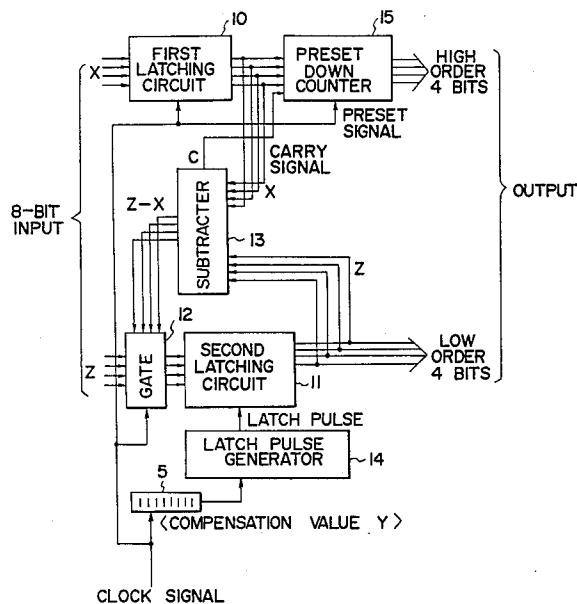 10
15
FIRST
LATCHING
CIRCUIT
PRESET
DOWN
COUNTER
HIGH
ORDER
4 BITS
X
PRESET
SIGNAL
CARRY
SIGNAL
C
X
Z-X
SUBTRACTER
13
8-BIT
INPUT
OUTPUT
Z
12
GATE
Z
SECOND
LATCHING
CIRCUIT
11
LOW
ORDER
4 BITS
LATCH PULSE
LATCH PULSE
GENERATOR
14
5
〈COMPENSATION VALUE Y〉
CLOCK SIGNAL